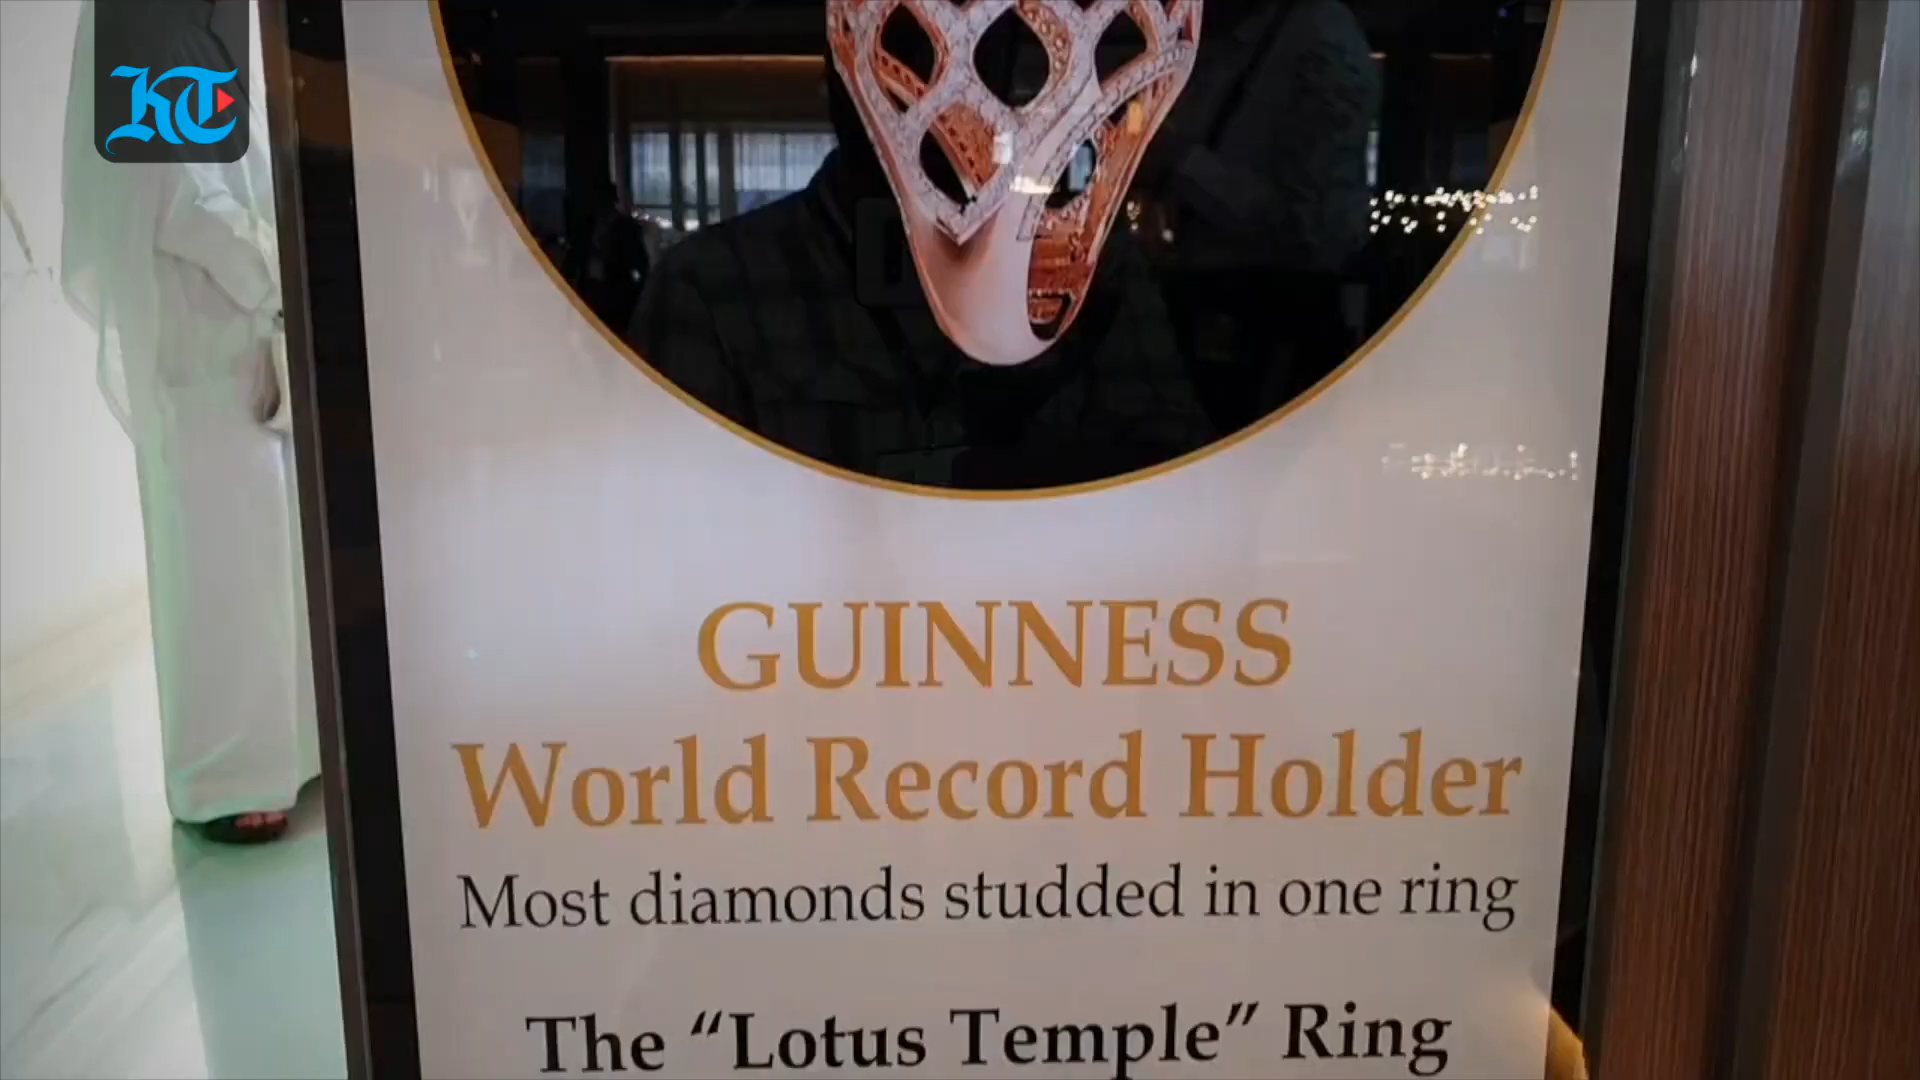 KT
GUINNESS
World Record Holder
Most diamonds studded in one ring
The “Lotus Temple” Ring